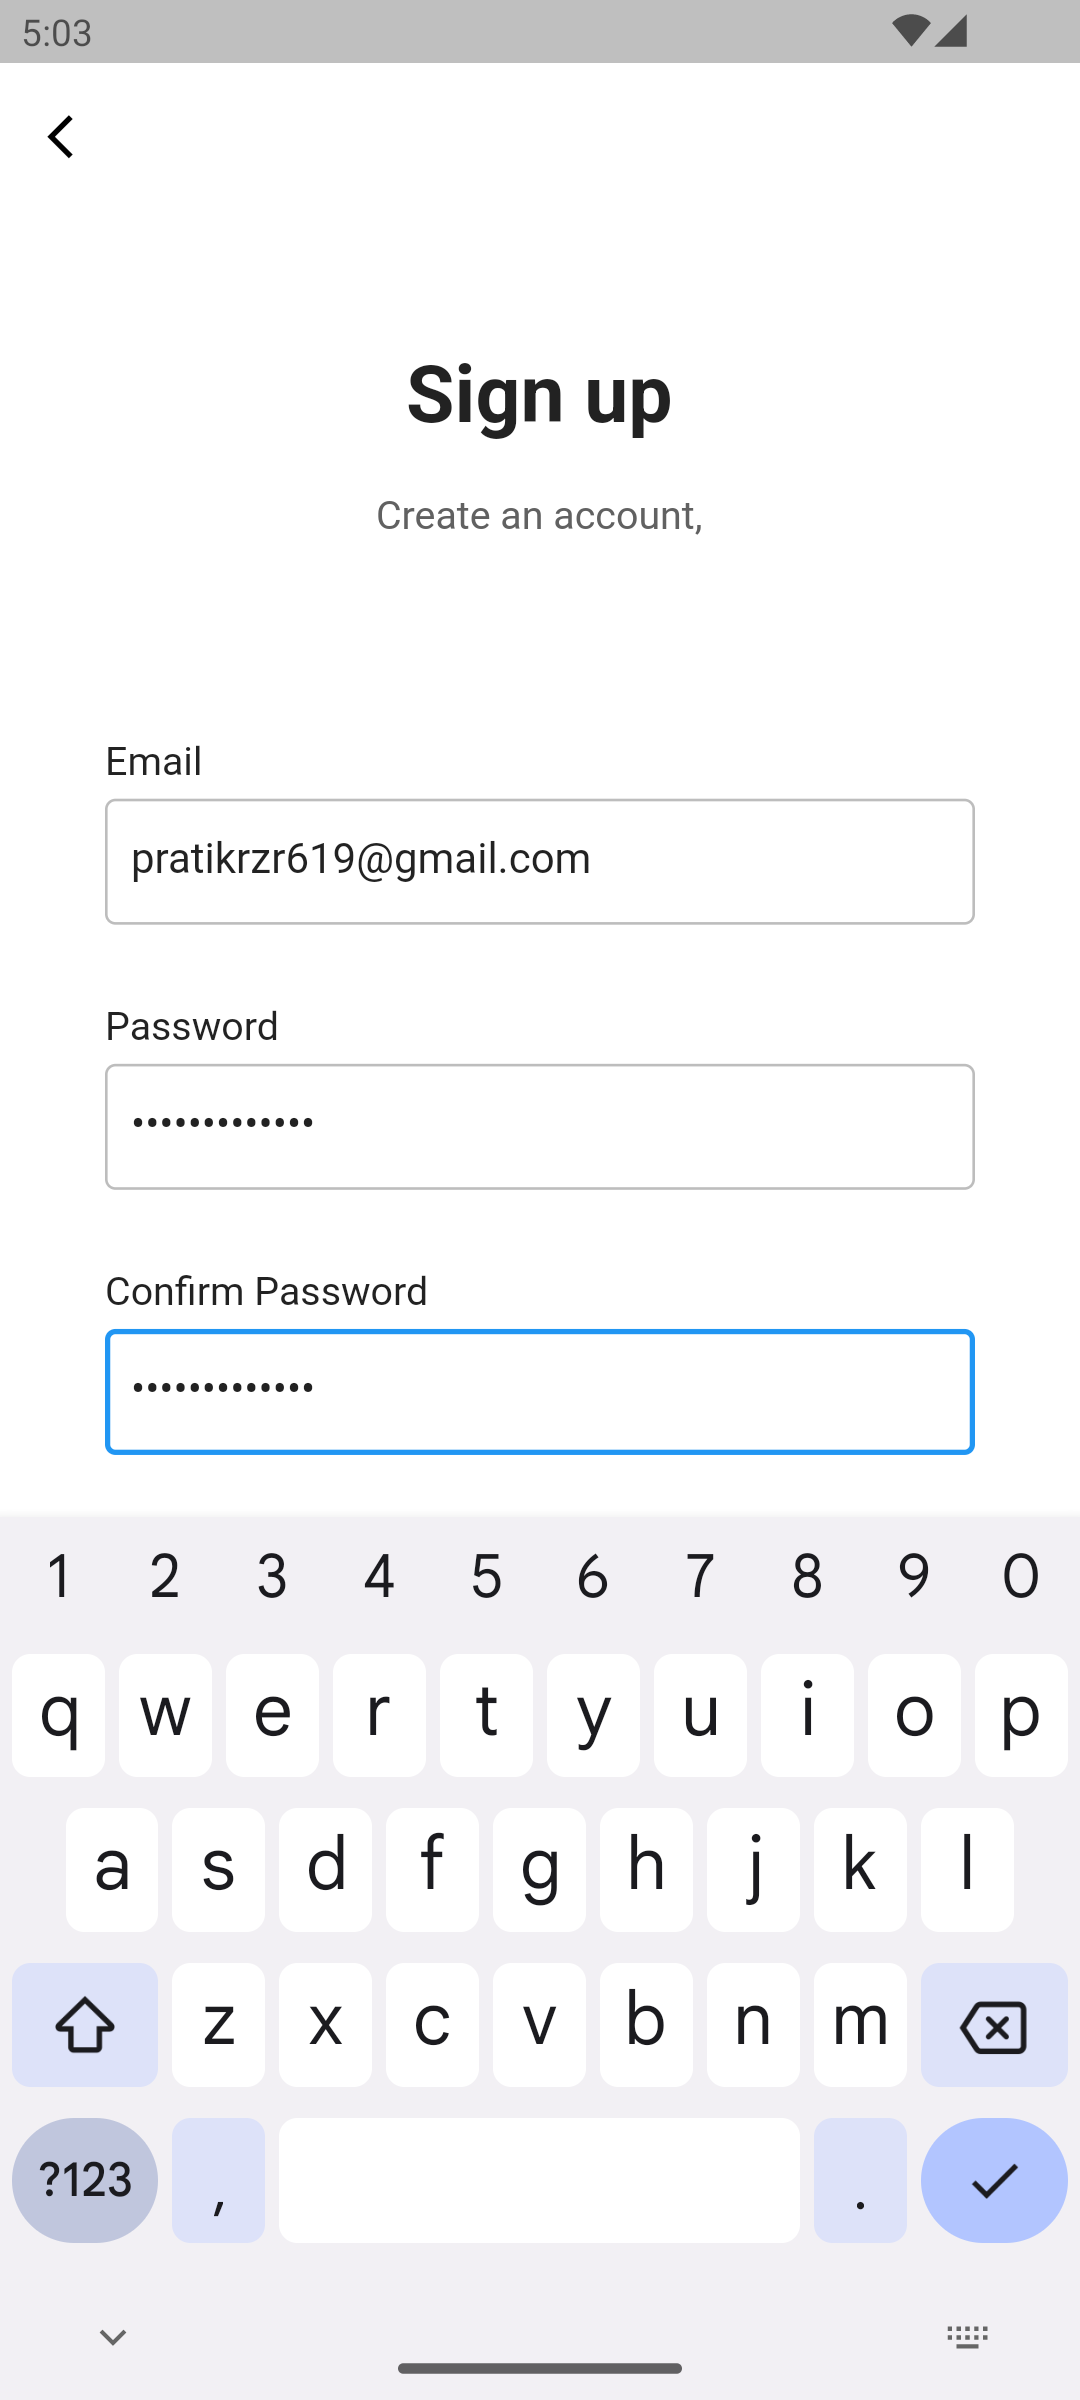 5:03
Sign up
Create an account,
Email
pratikrzr619@gmail.com
Password
•••••••••••••
Confirm Password
•••••••••••••
1 2 3 4 5 6 7 8 9 0
q w e r t y u i o p
a s d f g h j k l
z x c v b n m
?123 , .